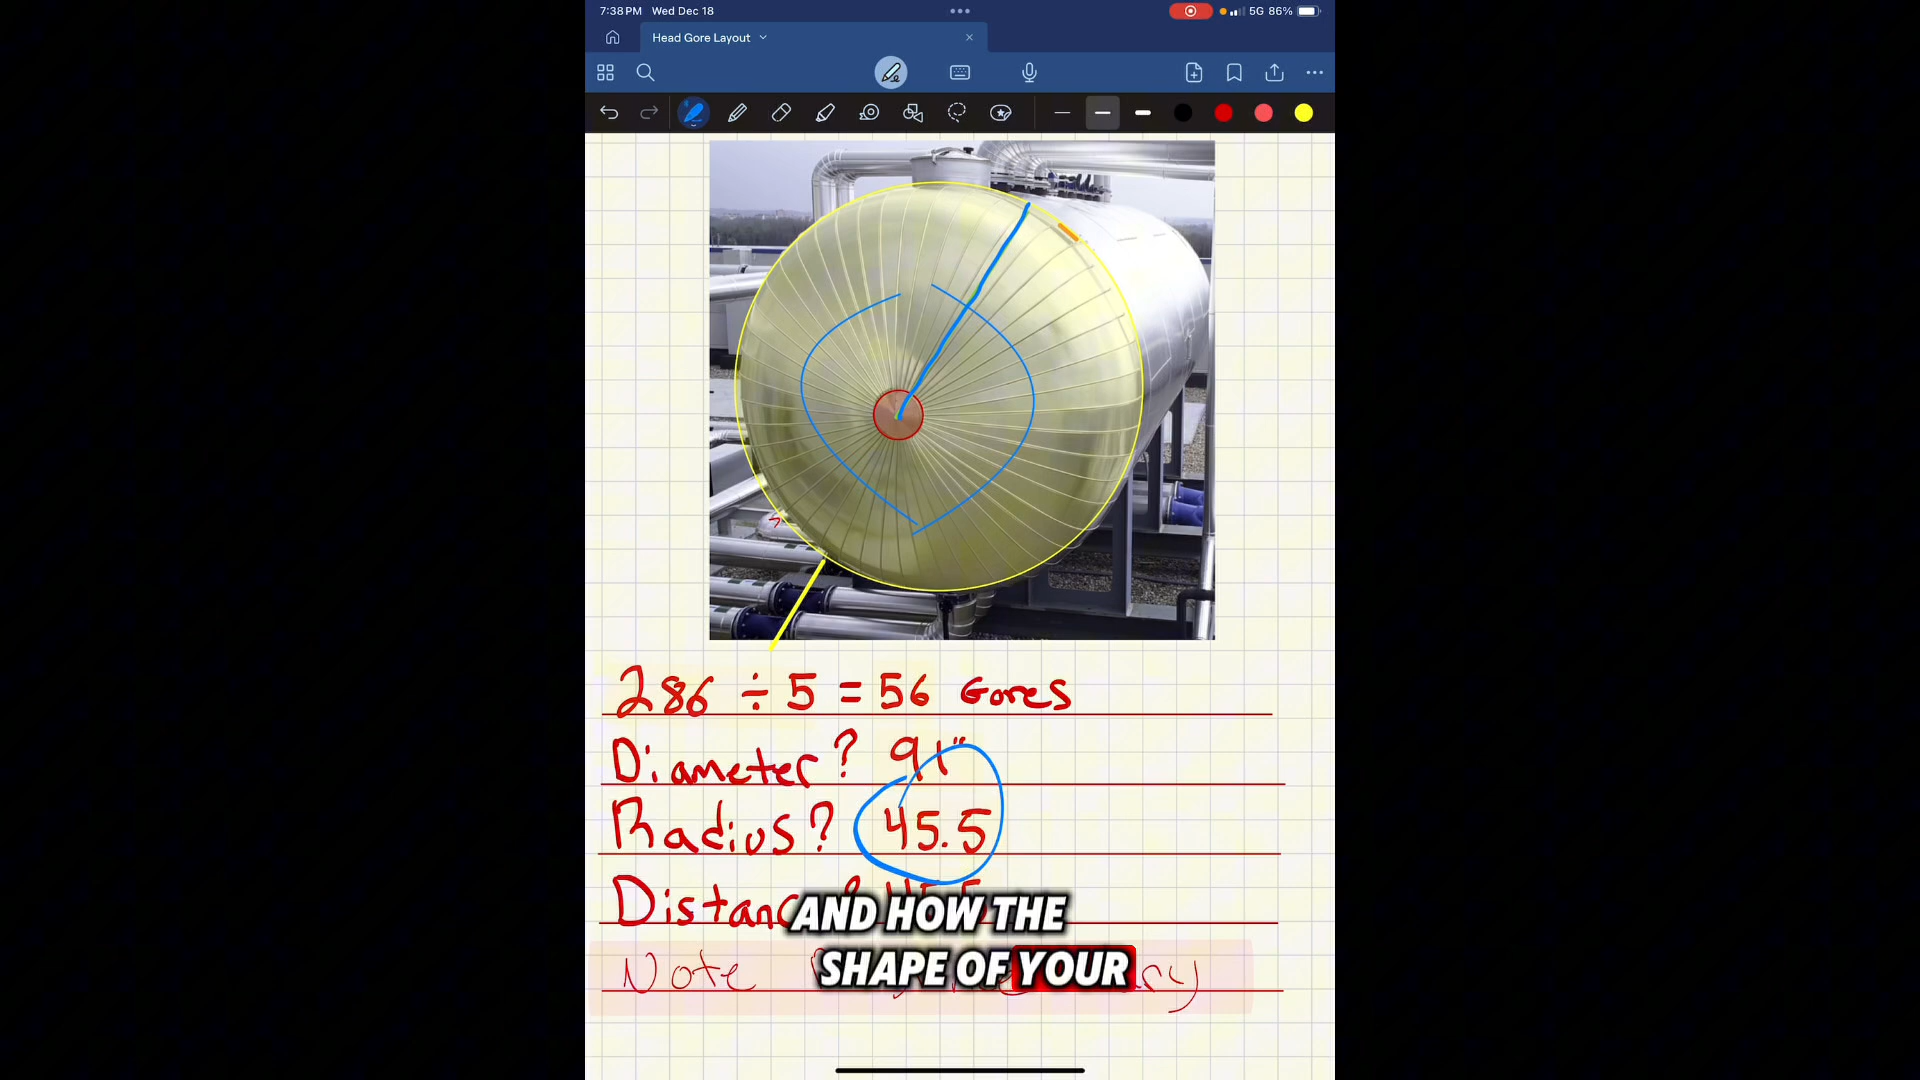 7:38 PM Wed Dec 18
5G 86%
Head Gore Layout
286 ÷ 5 = 56 Gores
Diameter? 91"
Radius? 45.5
Distanc
AND HOW THE
SHAPE OF YOUR
Note